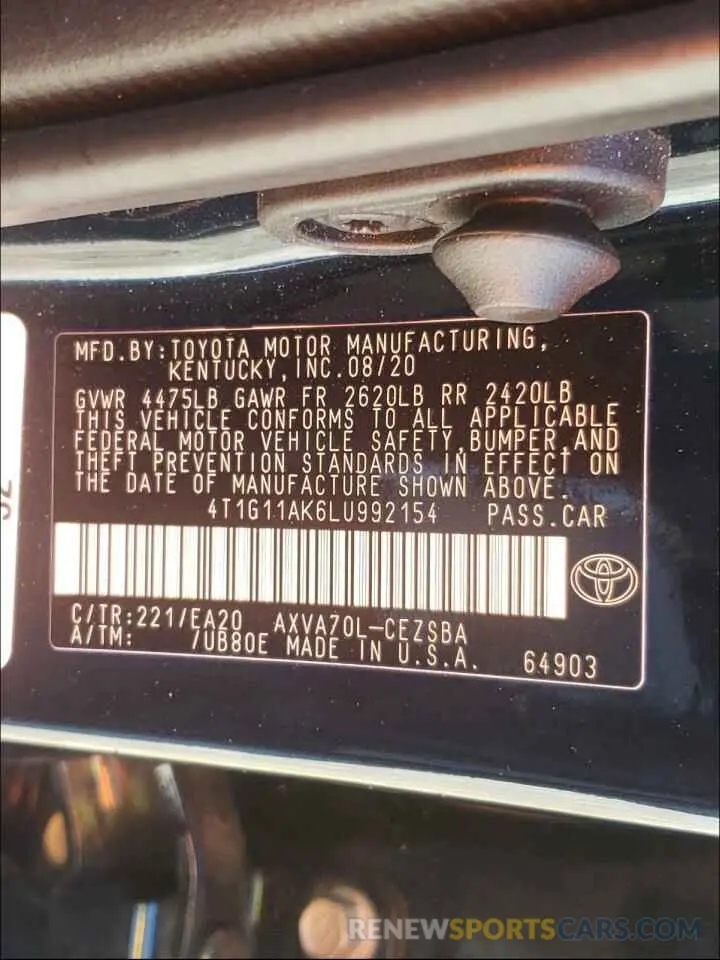 MFD.BY:TOYOTA MOTOR MANUFACTURING,
KENTUCKY,INC.08/20
GVWR 4475LB GAWR FR 2620LB RR 2420LB
THIS VEHICLE CONFORMS TO ALL APPLICABLE
FEDERAL MOTOR VEHICLE SAFETY,BUMPER AND
THEFT PREVENTION STANDARDS IN EFFECT ON
THE DATE OF MANUFACTURE SHOWN ABOVE.
4T1G11AK6LU992154 PASS.CAR
C/TR:221/EA20 AXVA70L-CEZSBA
A/TM: 7UB80E MADE IN U.S.A. 64903
RENEWSPORTSCARS.COM